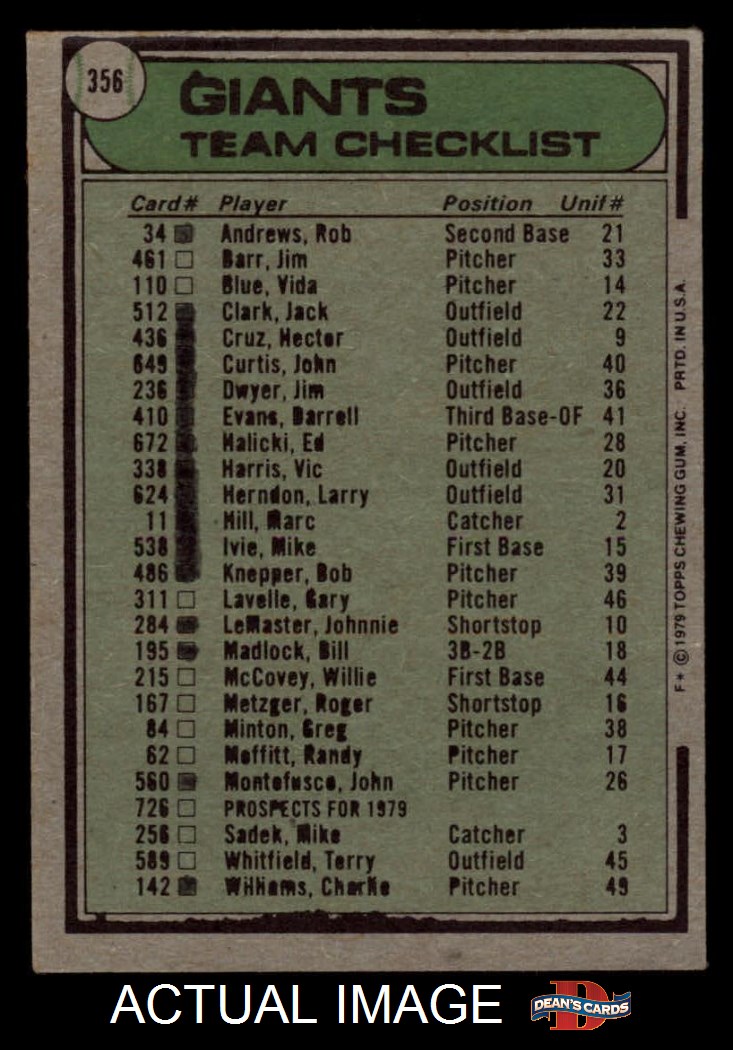 356
GIANTS
TEAM CHECKLIST
Card# Player Position Unif#
34 Andrews, Rob Second Base 21
461 Barr, Jim Pitcher 33
110 Blue, Vida Pitcher 14
512 Clark, Jack Outfield 22
436 Cruz, Hector Outfield 9
649 Curtis, John Pitcher 40
236 Dwyer, Jim Outfield 36
410 Evans, Darrell Third Base-OF 41
672 Halicki, Ed Pitcher 28
338 Harris, Vic Outfield 20
624 Herndon, Larry Outfield 31
11 Hill, Marc Catcher 2
538 Ivie, Mike First Base 15
486 Knepper, Bob Pitcher 39
311 Lavelle, Gary Pitcher 46
284 LeMaster, Johnnie Shortstop 10
195 Madlock, Bill 3B-2B 18
215 McCovey, Willie First Base 44
167 Metzger, Roger Shortstop 16
84 Minton, Greg Pitcher 38
62 Moffitt, Randy Pitcher 17
560 Montefusco, John Pitcher 26
726 PROSPECTS FOR 1979
256 Sadek, Mike Catcher 3
589 Whitfield, Terry Outfield 45
142 Williams, Charlie Pitcher 49
F* © 1979 TOPPS CHEWING GUM, INC. PRTD. IN U.S.A.
ACTUAL IMAGE
DEAN'S CARDS